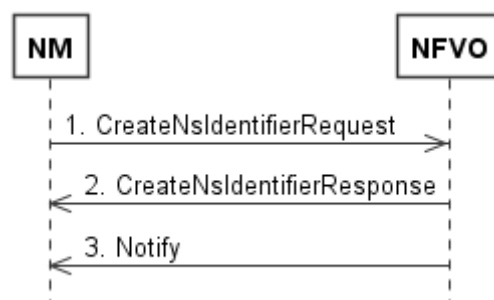 NM
NFVO
1. CreateNsIdentifierRequest
2. CreateNsIdentifierResponse
3. Notify